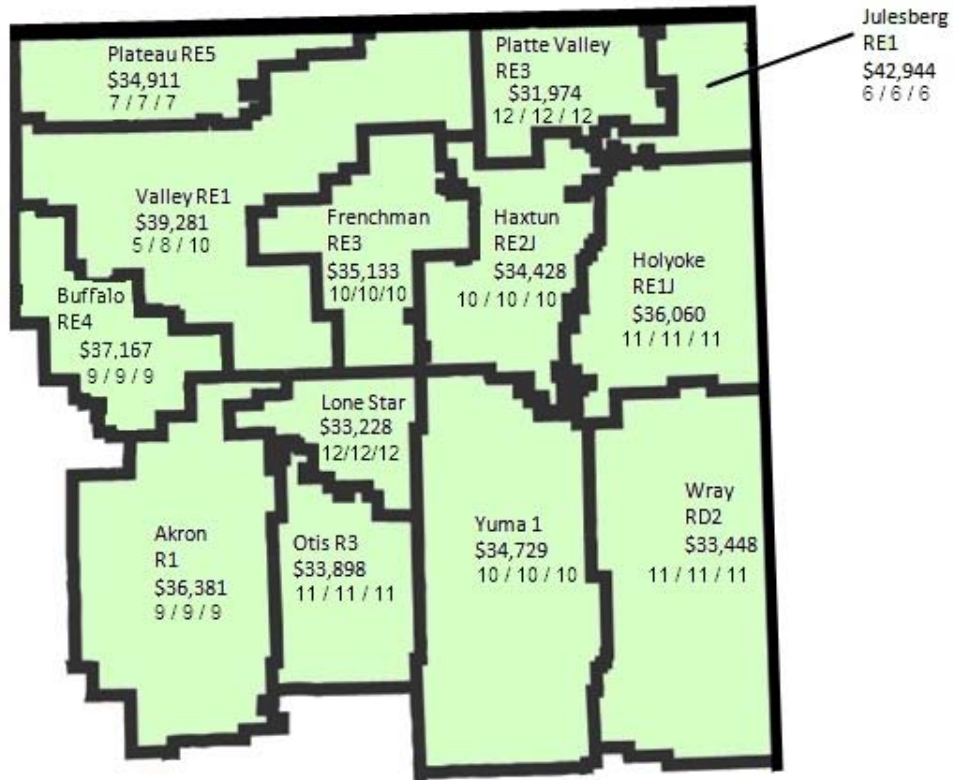 Plateau RE5
$34,911
7 / 7 / 7
Platte Valley
RE3
$31,974
12 / 12 / 12
Julesberg
RE1
$42,944
6 / 6 / 6
Valley RE1
$39,281
5 / 8 / 10
Frenchman
RE3
$35,133
10/10/10
Haxtun
RE2J
$34,428
10 / 10 / 10
Holyoke
RE1J
$36,060
11 / 11 / 11
Buffalo
RE4
$37,167
9 / 9 / 9
Lone Star
$33,228
12/12/12
Akron
R1
$36,381
9 / 9 / 9
Otis R3
$33,898
11 / 11 / 11
Yuma 1
$34,729
10 / 10 / 10
Wray
RD2
$33,448
11 / 11 / 11